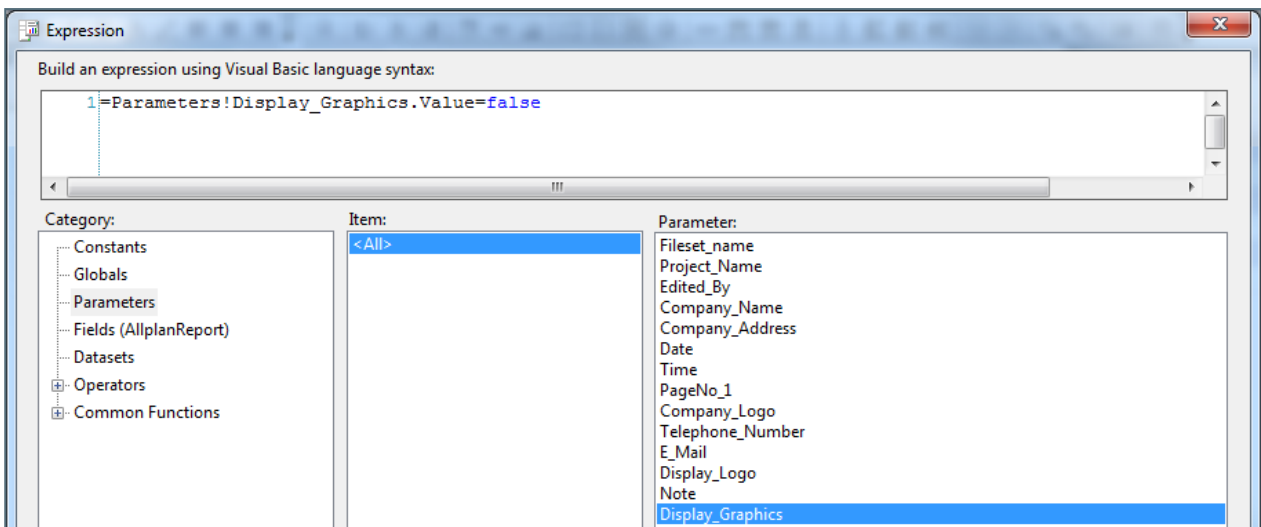 Expression
Build an expression using Visual Basic language syntax:
1 =Parameters!Display_Graphics.Value=false
Category:
Constants
Globals
Parameters
Fields (AllplanReport)
Datasets
Operators
Common Functions
Item:
<All>
Parameter:
Fileset_name
Project_Name
Edited_By
Company_Name
Company_Address
Date
Time
PageNo_1
Company_Logo
Telephone_Number
E_Mail
Display_Logo
Note
Display_Graphics